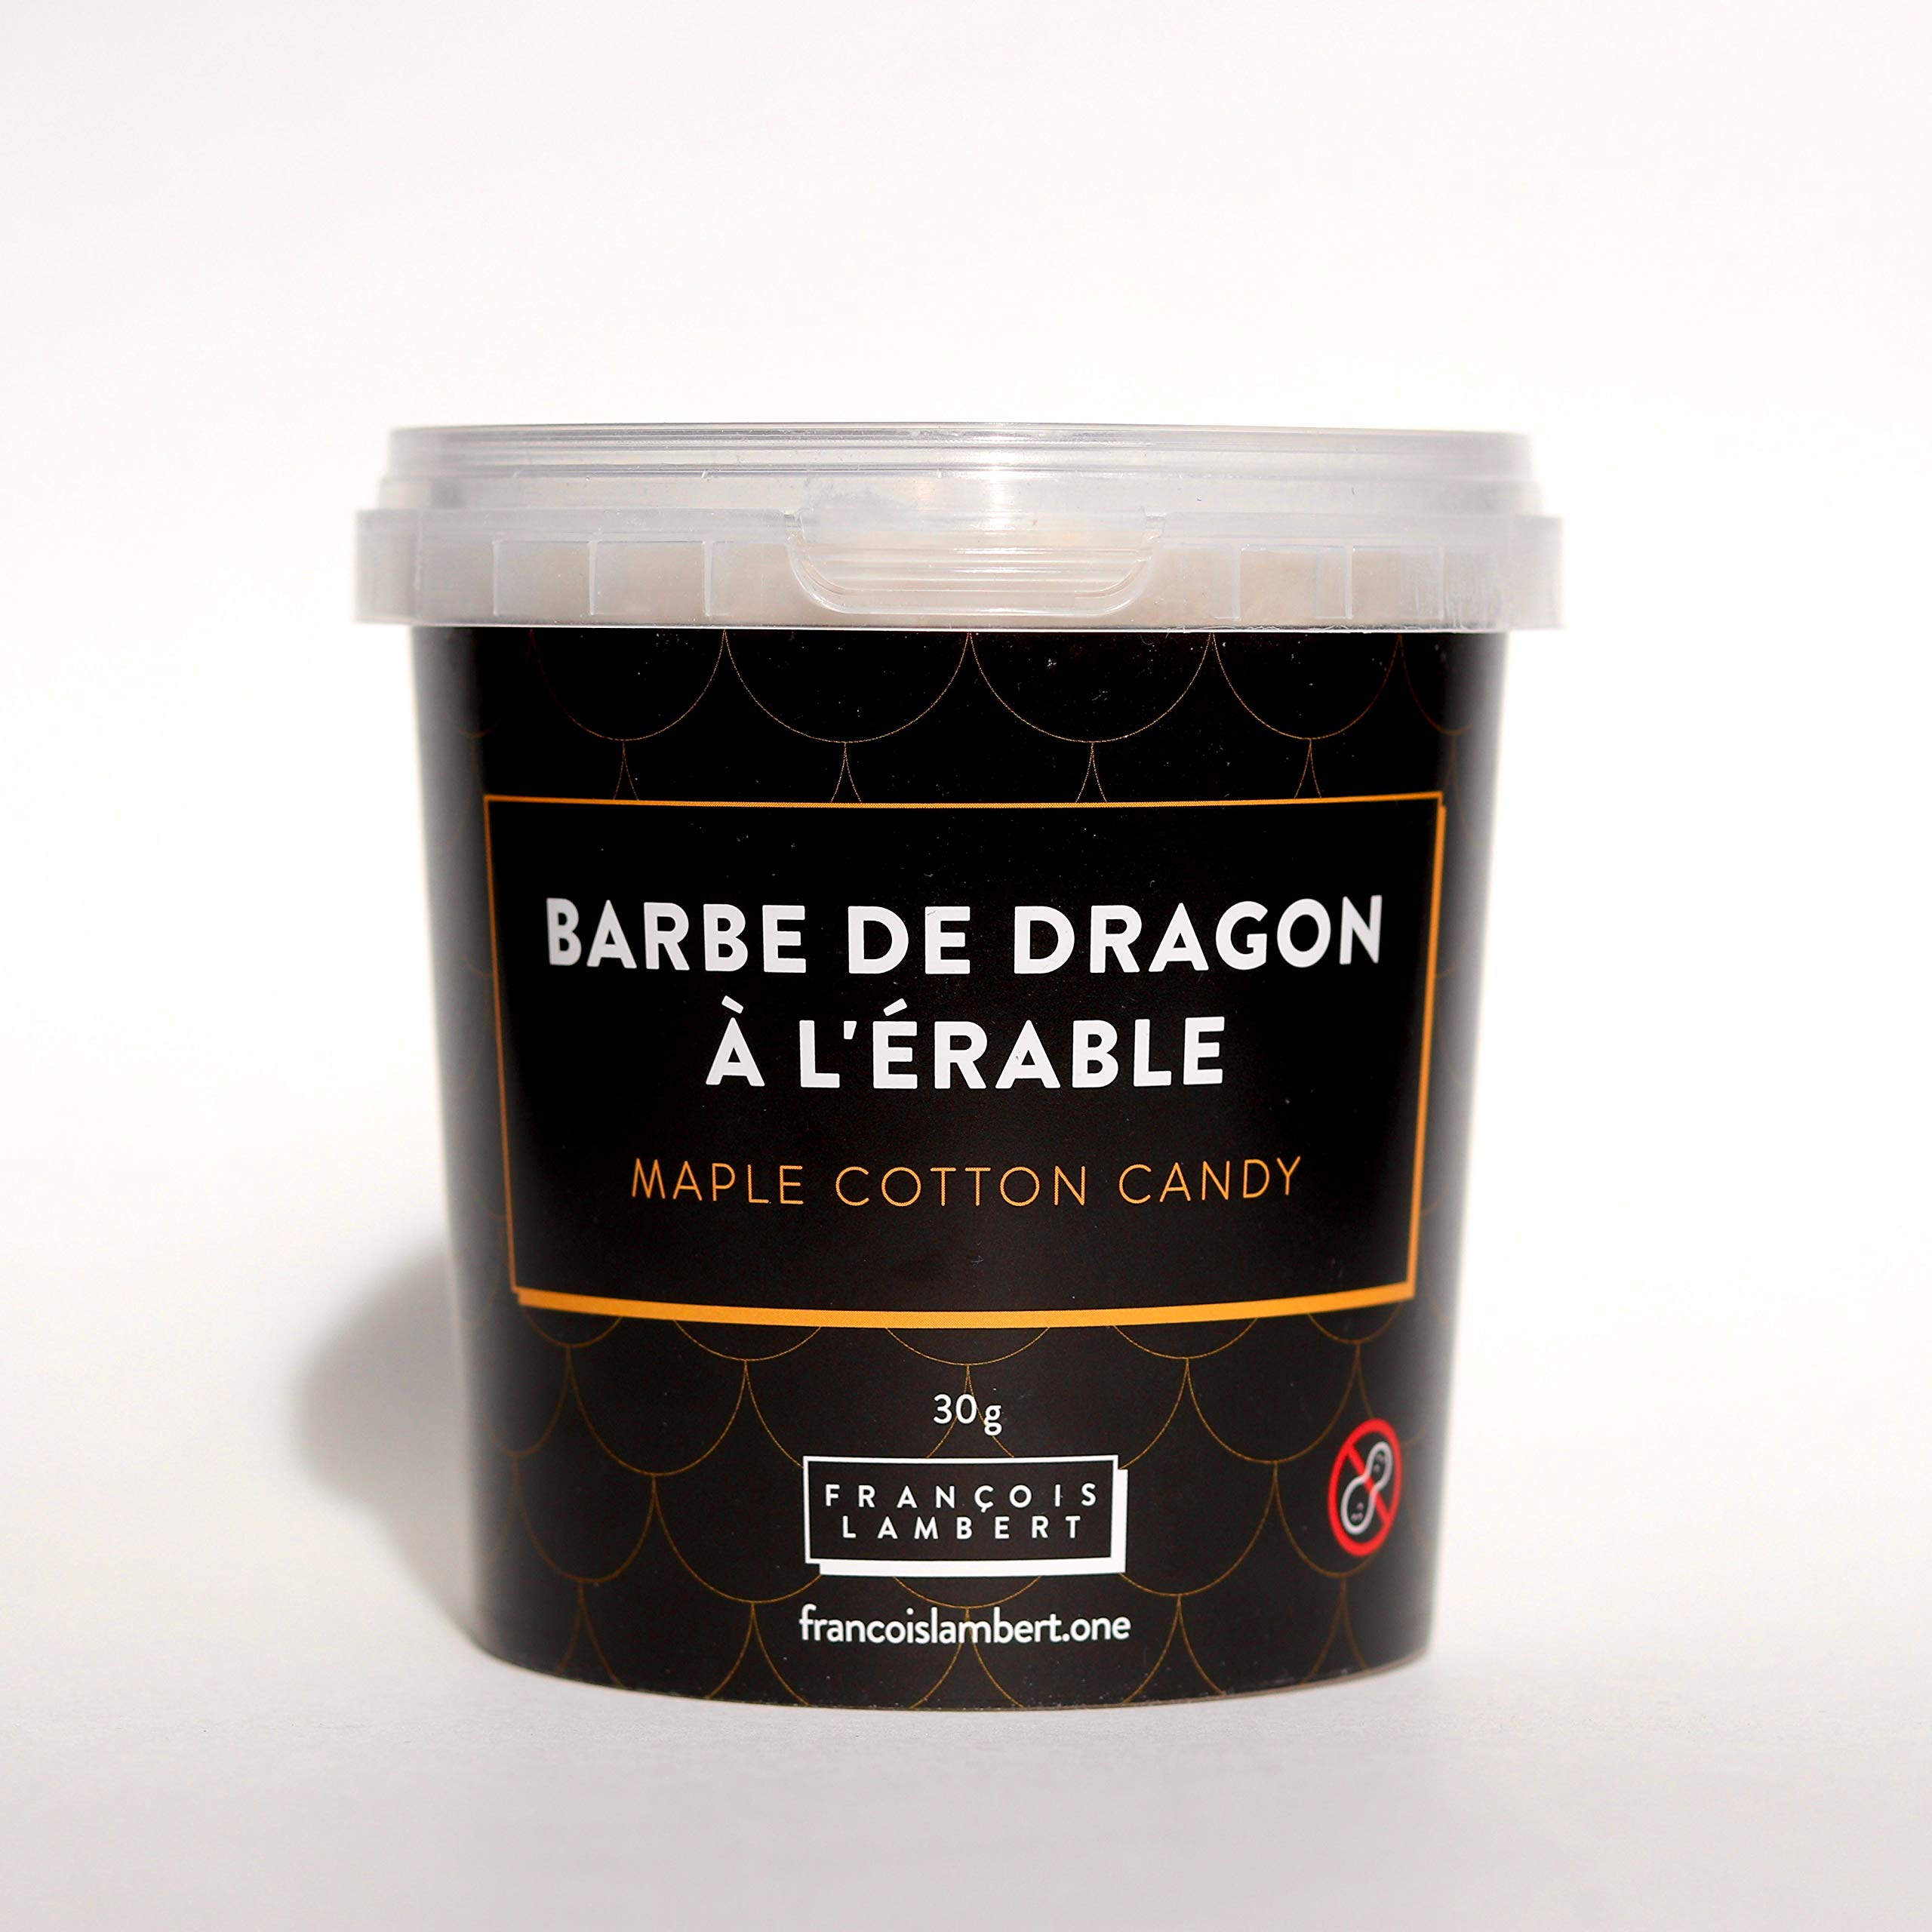 BARBE DE DRAGON
À L'ÉRABLE
MAPLE COTTON CANDY
30g
FRANÇOIS
LAMBERT
francoislambert.one